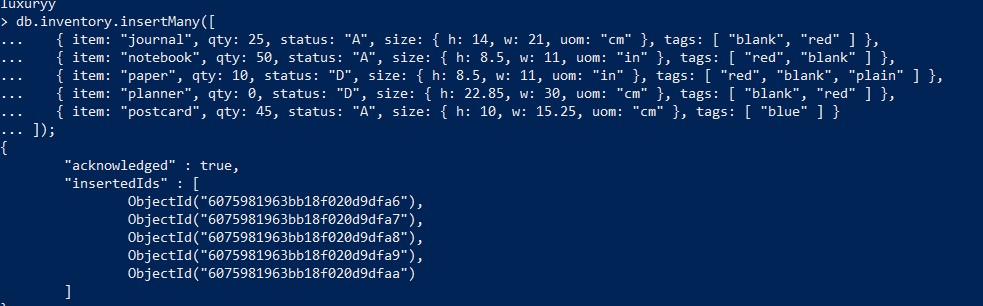 luxuryy
> db.inventory.insertMany([
...    { item: "journal", qty: 25, status: "A", size: { h: 14, w: 21, uom: "cm" }, tags: [ "blank", "red" ] },
...    { item: "notebook", qty: 50, status: "A", size: { h: 8.5, w: 11, uom: "in" }, tags: [ "red", "blank" ] },
...    { item: "paper", qty: 10, status: "D", size: { h: 8.5, w: 11, uom: "in" }, tags: [ "red", "blank", "plain" ] },
...    { item: "planner", qty: 0, status: "D", size: { h: 22.85, w: 30, uom: "cm" }, tags: [ "blank", "red" ] },
...    { item: "postcard", qty: 45, status: "A", size: { h: 10, w: 15.25, uom: "cm" }, tags: [ "blue" ] }
... ]);
{
        "acknowledged" : true,
        "insertedIds" : [
                ObjectId("6075981963bb18f020d9dfa6"),
                ObjectId("6075981963bb18f020d9dfa7"),
                ObjectId("6075981963bb18f020d9dfa8"),
                ObjectId("6075981963bb18f020d9dfa9"),
                ObjectId("6075981963bb18f020d9dfaa")
        ]